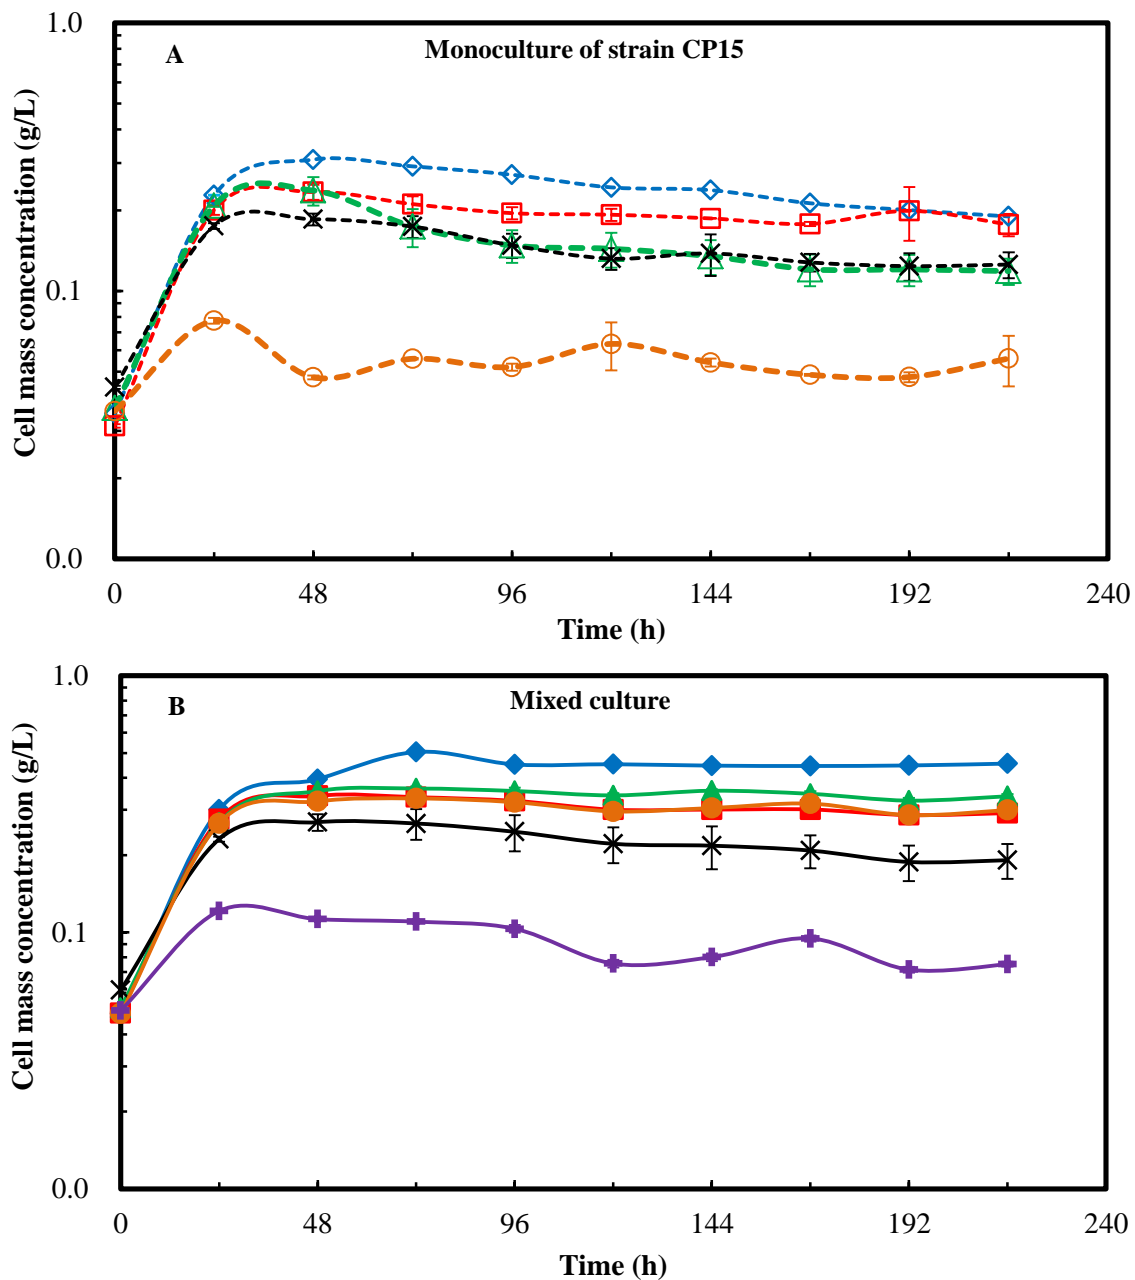 1.0
A
Monoculture of strain CP15
Cell mass concentration (g/L)
0.1
0.0
0 48 96 144 192 240
Time (h)
1.0
B
Mixed culture
Cell mass concentration (g/L)
0.1
0.0
0 48 96 144 192 240
Time (h)